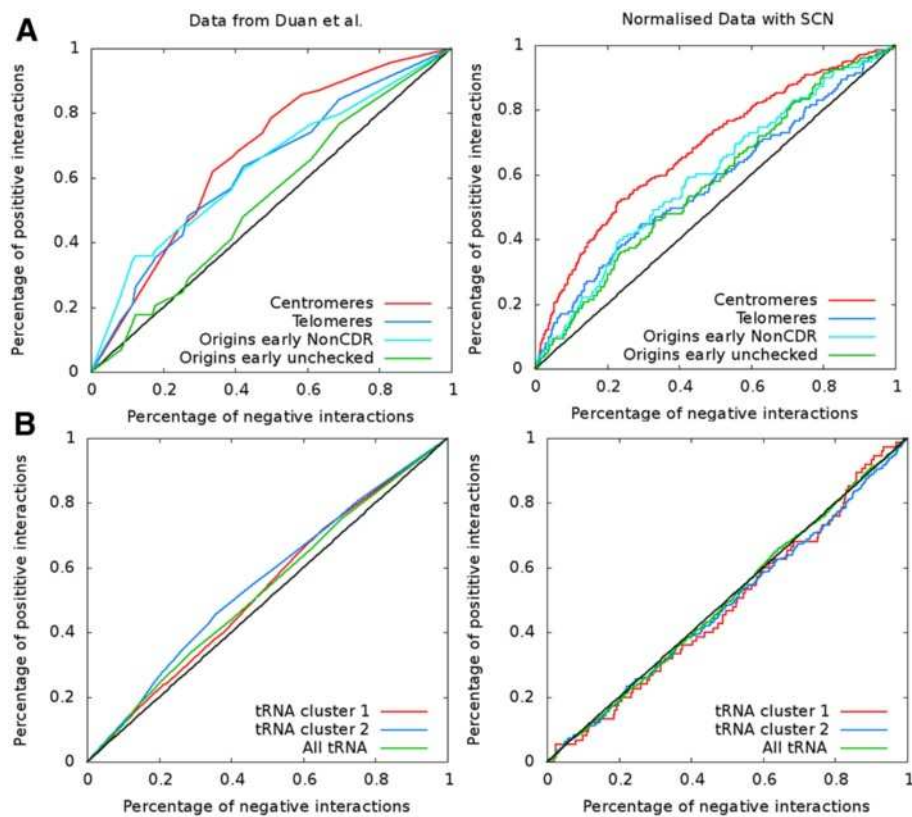 A
Data from Duan et al.
Percentage of positive interactions
1
0.8
0.6
0.4
0.2
0
Centromeres
Telomeres
Origins early NonCDR
Origins early unchecked
0 0.2 0.4 0.6 0.8 1
Percentage of negative interactions
Normalised Data with SCN
Percentage of positive interactions
1
0.8
0.6
0.4
0.2
0
Centromeres
Telomeres
Origins early NonCDR
Origins early unchecked
0 0.2 0.4 0.6 0.8 1
Percentage of negative interactions
B
Percentage of positive interactions
1
0.8
0.6
0.4
0.2
0
tRNA cluster 1
tRNA cluster 2
All tRNA
0 0.2 0.4 0.6 0.8 1
Percentage of negative interactions
Percentage of positive interactions
1
0.8
0.6
0.4
0.2
0
tRNA cluster 1
tRNA cluster 2
All tRNA
0 0.2 0.4 0.6 0.8 1
Percentage of negative interactions